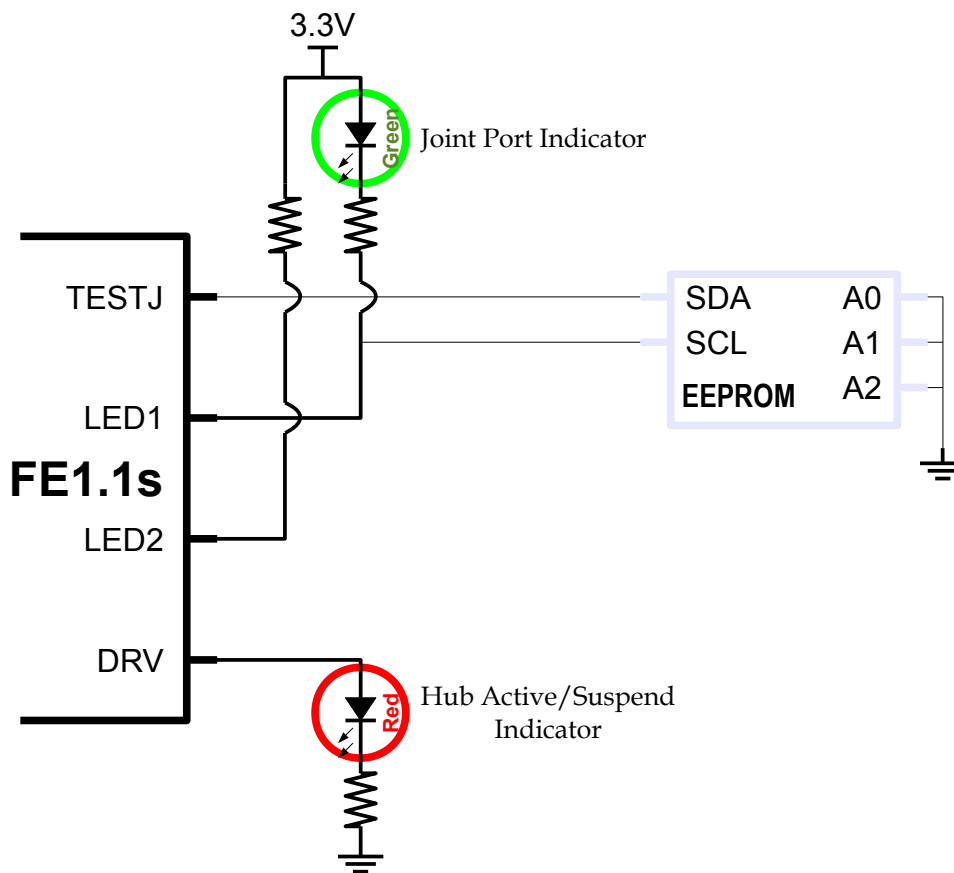 3.3V
Green
Joint Port Indicator
TESTJ
SDA
A0
SCL
A1
EEPROM
A2
LED1
FE1.1s
LED2
DRV
Red
Hub Active/Suspend
Indicator